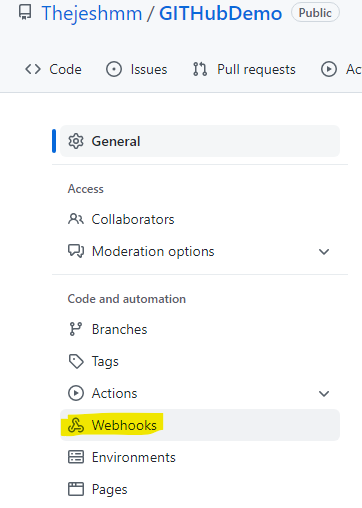 Thejeshmm / GITHubDemo Public
Code Issues Pull requests Ac
General
Access
Collaborators
Moderation options
Code and automation
Branches
Tags
Actions
Webhooks
Environments
Pages